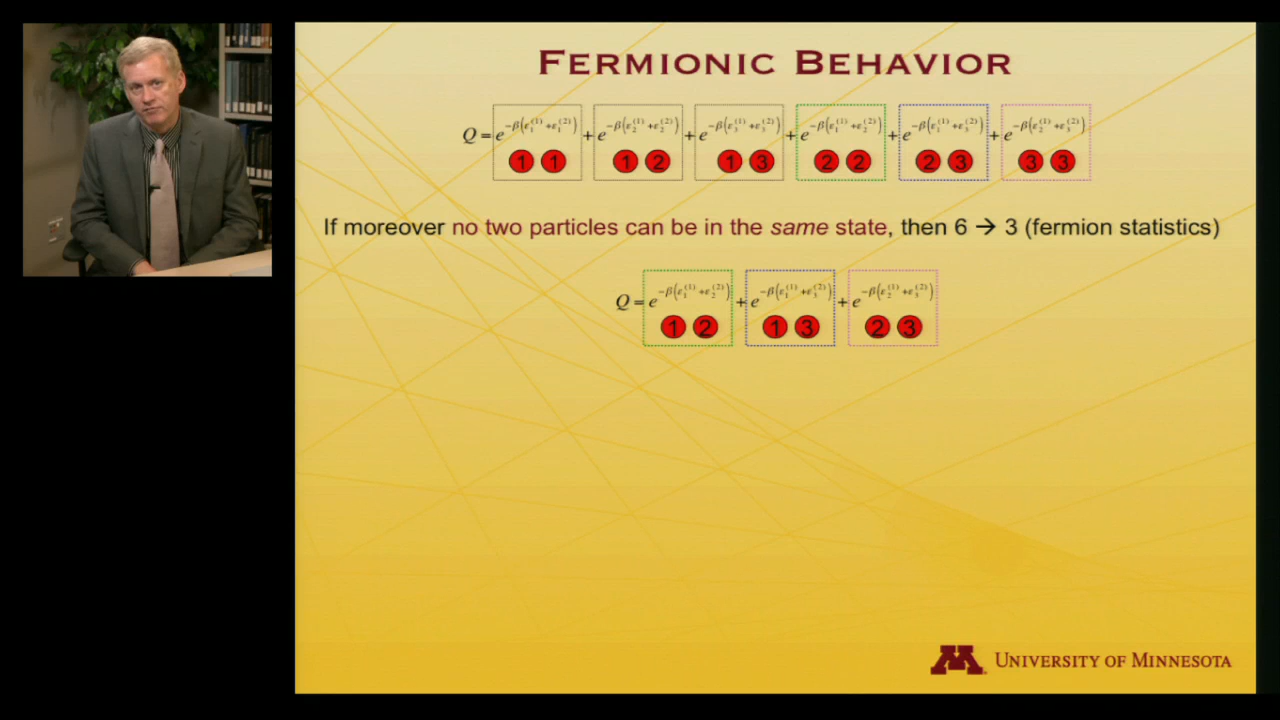 FERMIONIC BEHAVIOR
Q = e^{-β(ε_1^{(1)}+ε_1^{(2)})} + e^{-β(ε_2^{(1)}+ε_2^{(2)})} + e^{-β(ε_3^{(1)}+ε_3^{(2)})} + e^{-β(ε_1^{(1)}+ε_2^{(2)})} + e^{-β(ε_1^{(1)}+ε_3^{(2)})} + e^{-β(ε_2^{(1)}+ε_3^{(2)})}
1 1 1 2 1 3 2 2 2 3 3 3
If moreover no two particles can be in the same state, then 6 → 3 (fermion statistics)
Q = e^{-β(ε_1^{(1)}+ε_2^{(2)})} + e^{-β(ε_1^{(1)}+ε_3^{(2)})} + e^{-β(ε_2^{(1)}+ε_3^{(2)})}
1 2 1 3 2 3
M UNIVERSITY OF MINNESOTA